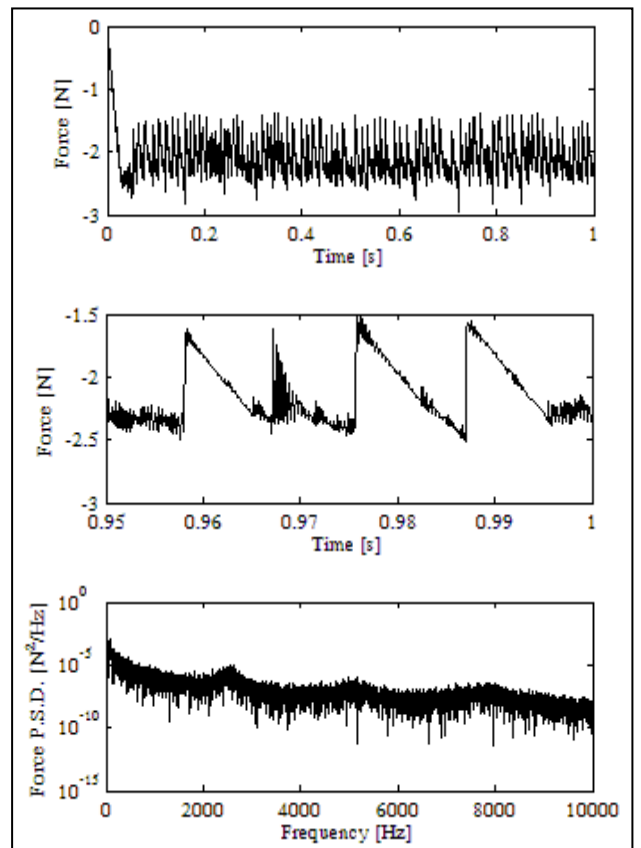 0
-1
-2
-3
Force [N]
0 0.2 0.4 0.6 0.8 1
Time [s]
-1.5
-2
-2.5
-3
Force [N]
0.95 0.96 0.97 0.98 0.99 1
Time [s]
10^0
10^-5
10^-10
10^-15
Force P.S.D. [N^2/Hz]
0 2000 4000 6000 8000 10000
Frequency [Hz]